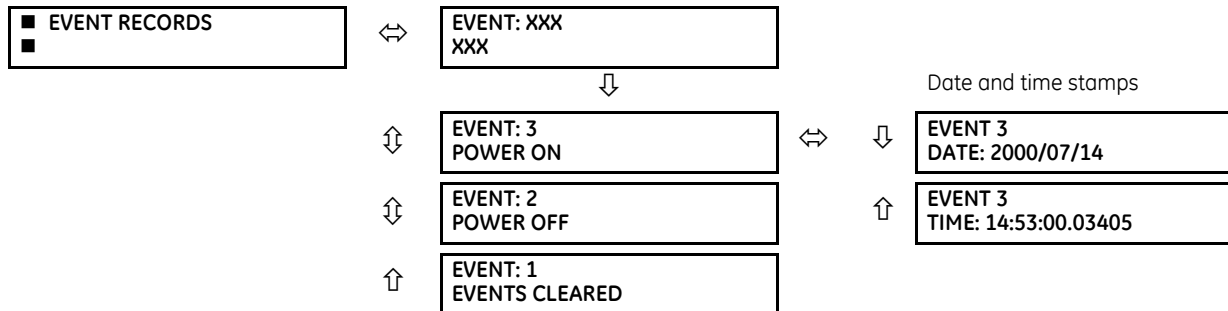 ■ EVENT RECORDS
■
EVENT: XXX
XXX
Date and time stamps
EVENT: 3
POWER ON
EVENT 3
DATE: 2000/07/14
EVENT: 2
POWER OFF
EVENT 3
TIME: 14:53:00.03405
EVENT: 1
EVENTS CLEARED